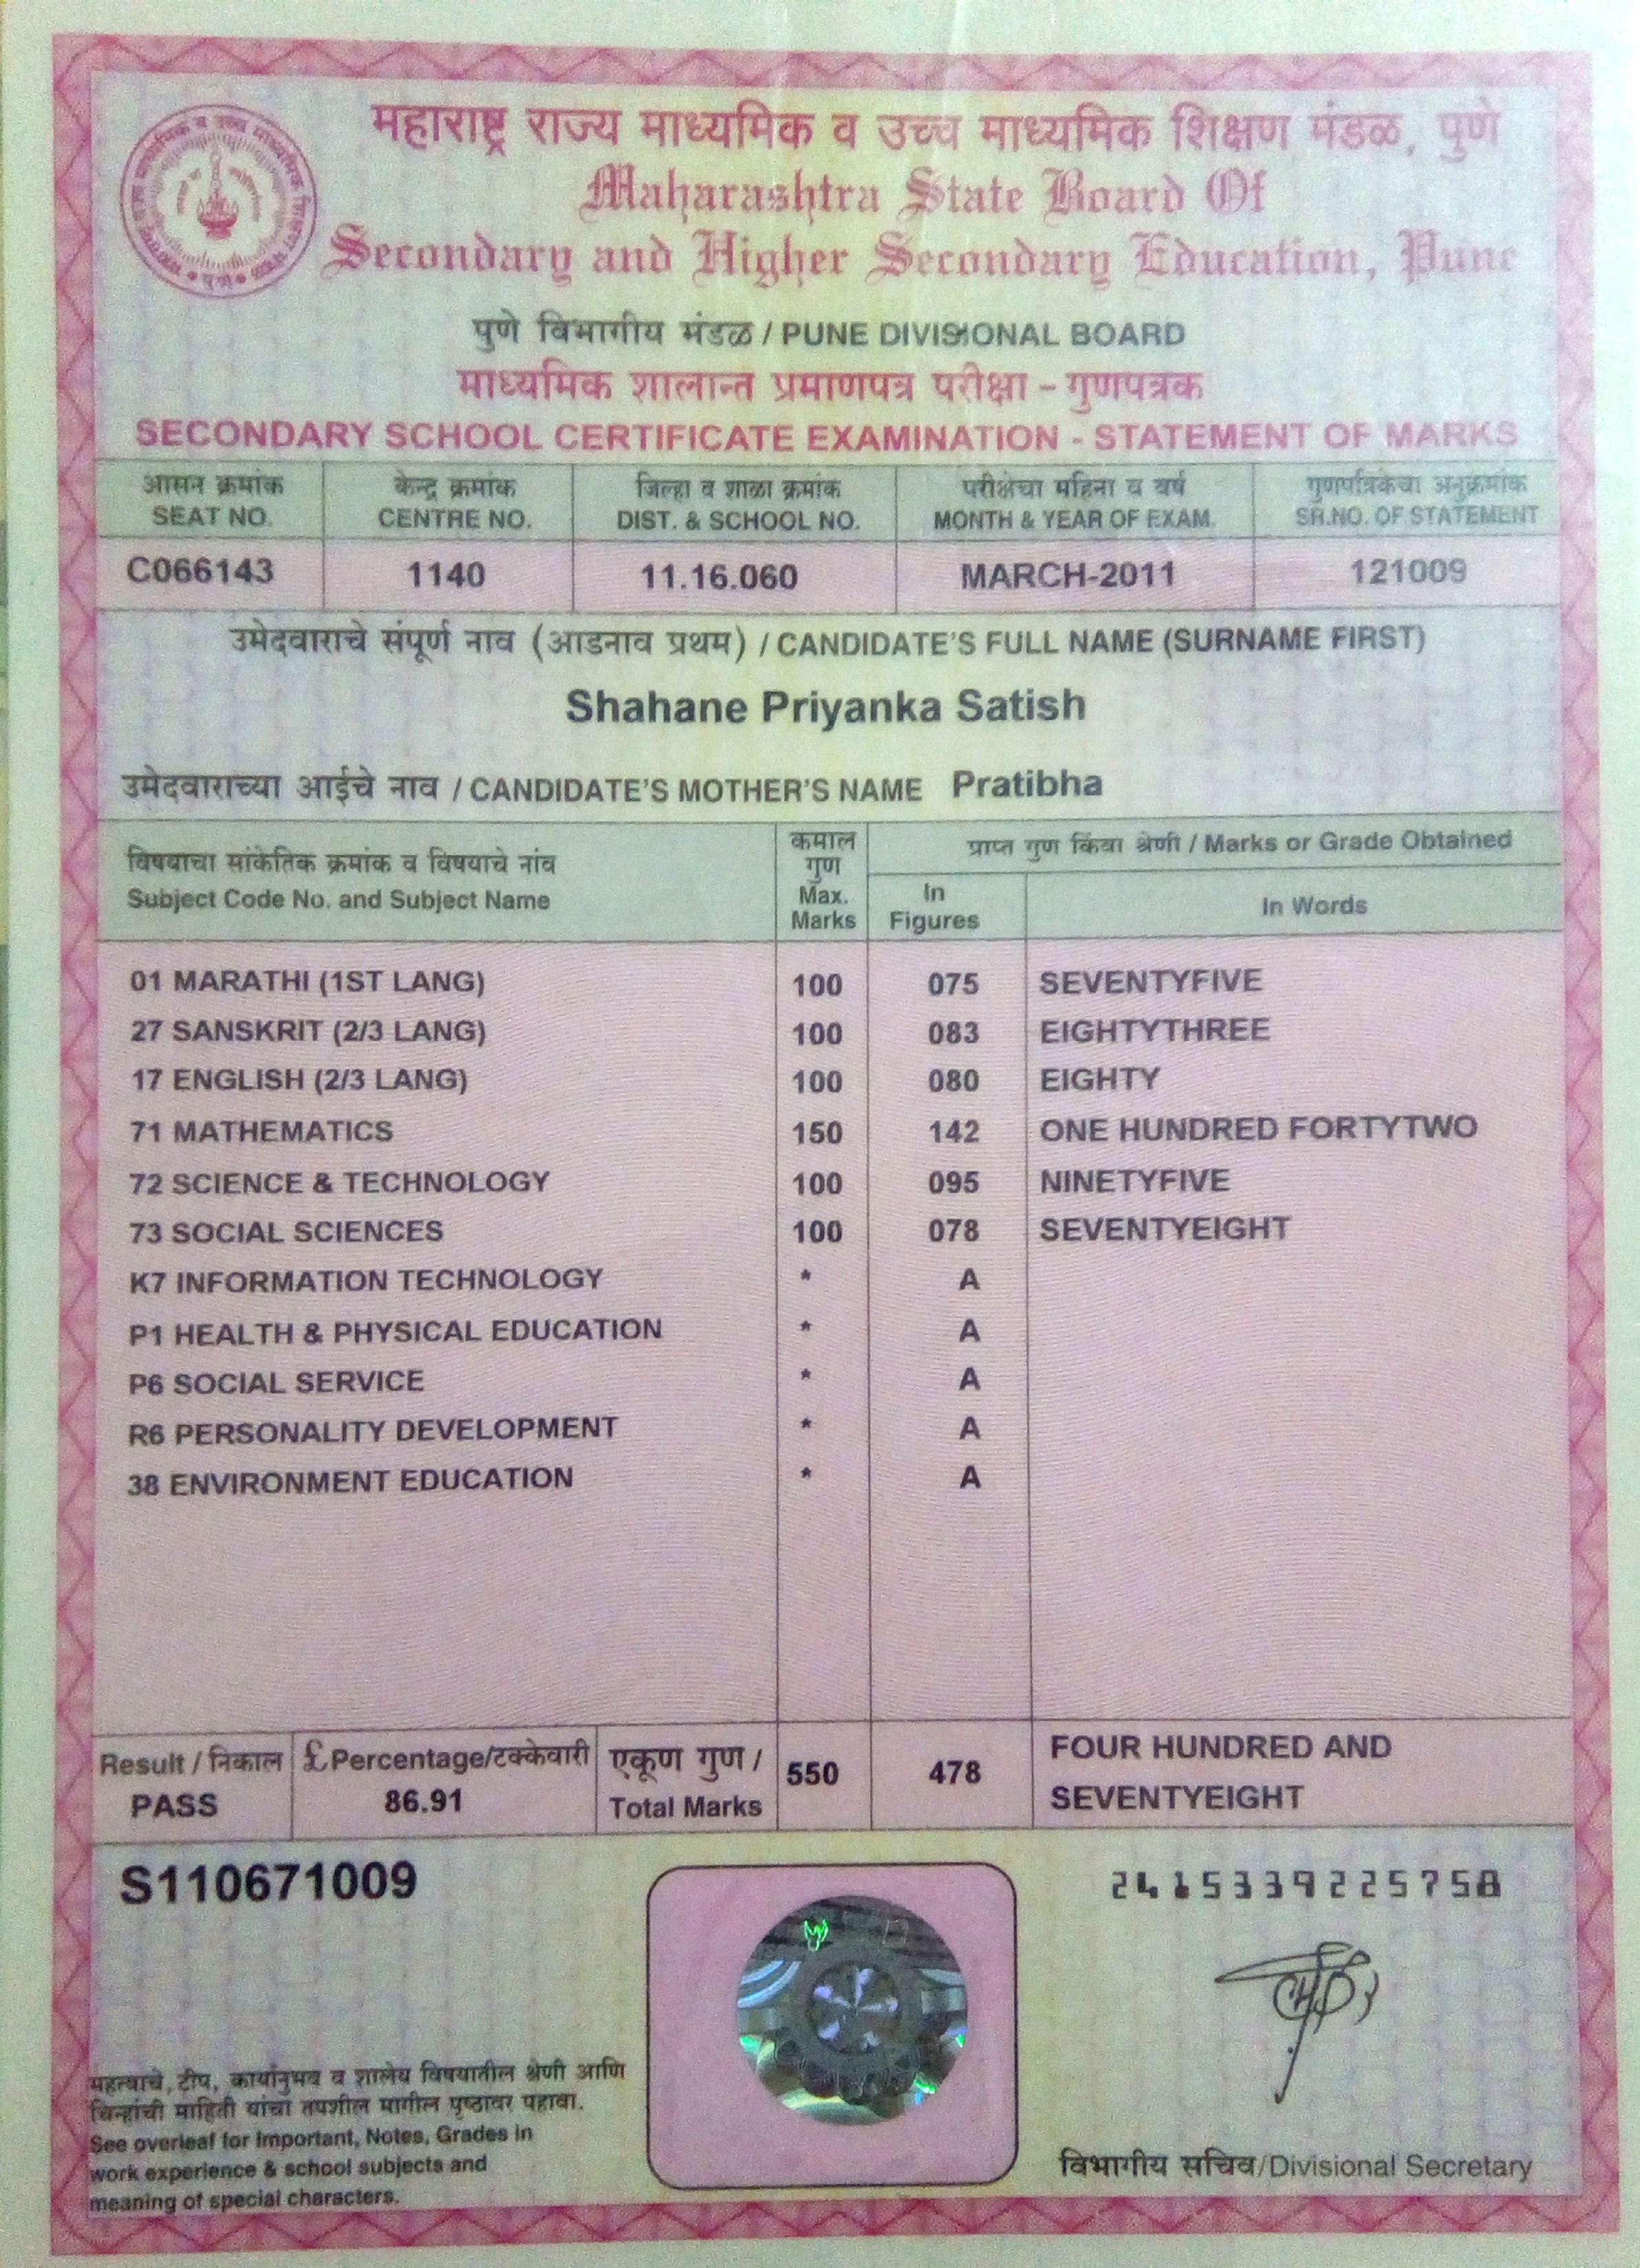 महाराष्ट्र राज्य माध्यमिक व उच्च माध्यमिक शिक्षण मंडळ, पुणे
Maharashtra State Board Of
Secondary and Higher Secondary Education, Pune
पुणे विभागीय मंडळ / PUNE DIVISIONAL BOARD
माध्यमिक शालान्त प्रमाणपत्र परीक्षा - गुणपत्रक
SECONDARY SCHOOL CERTIFICATE EXAMINATION - STATEMENT OF MARKS
आसन क्रमांक केन्द्र क्रमांक जिल्हा व शाळा क्रमांक परीक्षेचा महिना व वर्ष गुणपत्रिकेचा अनुक्रमांक
SEAT NO. CENTRE NO. DIST. & SCHOOL NO. MONTH & YEAR OF EXAM. SR.NO. OF STATEMENT
C066143 1140 11.16.060 MARCH-2011 121009
उमेदवाराचे संपूर्ण नाव (आडनाव प्रथम) / CANDIDATE'S FULL NAME (SURNAME FIRST)
Shahane Priyanka Satish
उमेदवाराच्या आईचे नाव / CANDIDATE'S MOTHER'S NAME Pratibha
विषयाचा सांकेतिक क्रमांक व विषयाचे नांव
Subject Code No. and Subject Name
कमाल
गुण
Max.
Marks
प्राप्त गुण किंवा श्रेणी / Marks or Grade Obtained
In
Figures
In Words
01 MARATHI (1ST LANG) 100 075 SEVENTYFIVE
27 SANSKRIT (2/3 LANG) 100 083 EIGHTYTHREE
17 ENGLISH (2/3 LANG) 100 080 EIGHTY
71 MATHEMATICS 150 142 ONE HUNDRED FORTYTWO
72 SCIENCE & TECHNOLOGY 100 095 NINETYFIVE
73 SOCIAL SCIENCES 100 078 SEVENTYEIGHT
K7 INFORMATION TECHNOLOGY * A
P1 HEALTH & PHYSICAL EDUCATION * A
P6 SOCIAL SERVICE * A
R6 PERSONALITY DEVELOPMENT * A
38 ENVIRONMENT EDUCATION * A
Result / निकाल
PASS
£ Percentage/टक्केवारी
86.91
एकूण गुण /
Total Marks
550 478
FOUR HUNDRED AND
SEVENTYEIGHT
S110671009
2415339225758
महत्वाचे, टीप, कार्यानुभव व शालेय विषयातील श्रेणी आणि
चिन्हांची माहिती यांचा तपशील मागील पृष्ठावर पहावा.
See overleaf for Important, Notes, Grades in
work experience & school subjects and
meaning of special characters.
विभागीय सचिव/Divisional Secretary